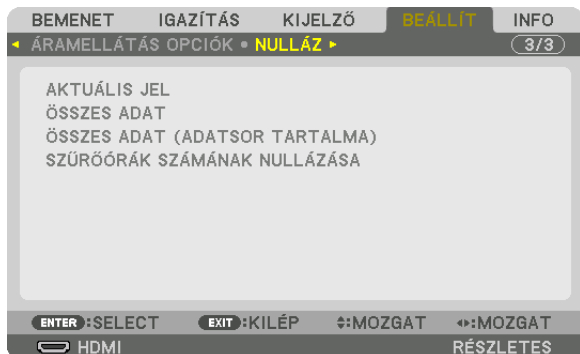 BEMENET IGAZÍTÁS KIJELZŐ BEÁLLÍT INFO
ÁRAMELLÁTÁS OPCIÓK • NULLÁZ 3/3
AKTUÁLIS JEL
ÖSSZES ADAT
ÖSSZES ADAT (ADATSOR TARTALMA)
SZŰRŐÓRÁK SZÁMÁNAK NULLÁZÁSA
ENTER:SELECT EXIT:KILÉP :MOZGAT :MOZGAT
HDMI RÉSZLETES